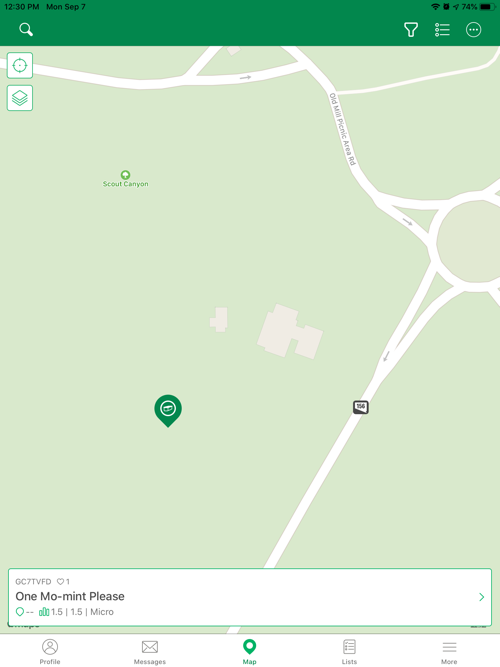 12:30 PM Mon Sep 7 74%
Old Mill Picnic Area Rd
Scout Canyon
156
GC7TVFD 1
One Mo-mint Please
-- 1.5 | 1.5 | Micro
Profile Messages Map Lists More